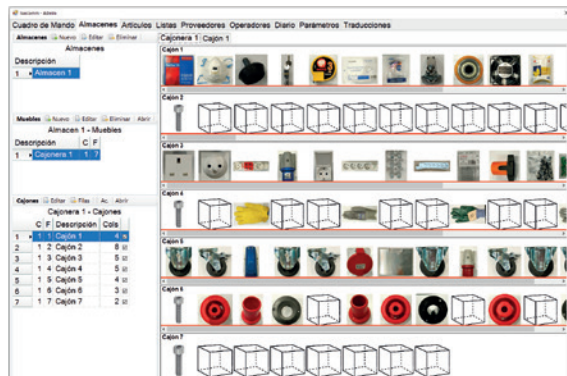 Cuadro de Mando Almacenes Artículos Listas Proveedores Operadores Diario Parámetros Traducciones
Almacenes Nuevo Editar Eliminar
Almacenes
Descripción
1 Almacen 1
Muebles Nuevo Editar Eliminar Abrir
Almacen 1 - Muebles
Descripción C F
1 Cajonera 1 1 7
Cajones Editar Filas Ac Abrir
Cajonera 1 - Cajones
C F Descripción Cols
1 1 1 Cajón 1 4
2 1 2 Cajón 2 6
3 1 3 Cajón 3 5
4 1 4 Cajón 4 5
5 1 5 Cajón 5 4
6 1 6 Cajón 6 3
7 1 7 Cajón 7 2
Cajonera 1 Cajón 1
Cajón 1
Cajón 2
Cajón 3
Cajón 4
Cajón 5
Cajón 6
Cajón 7